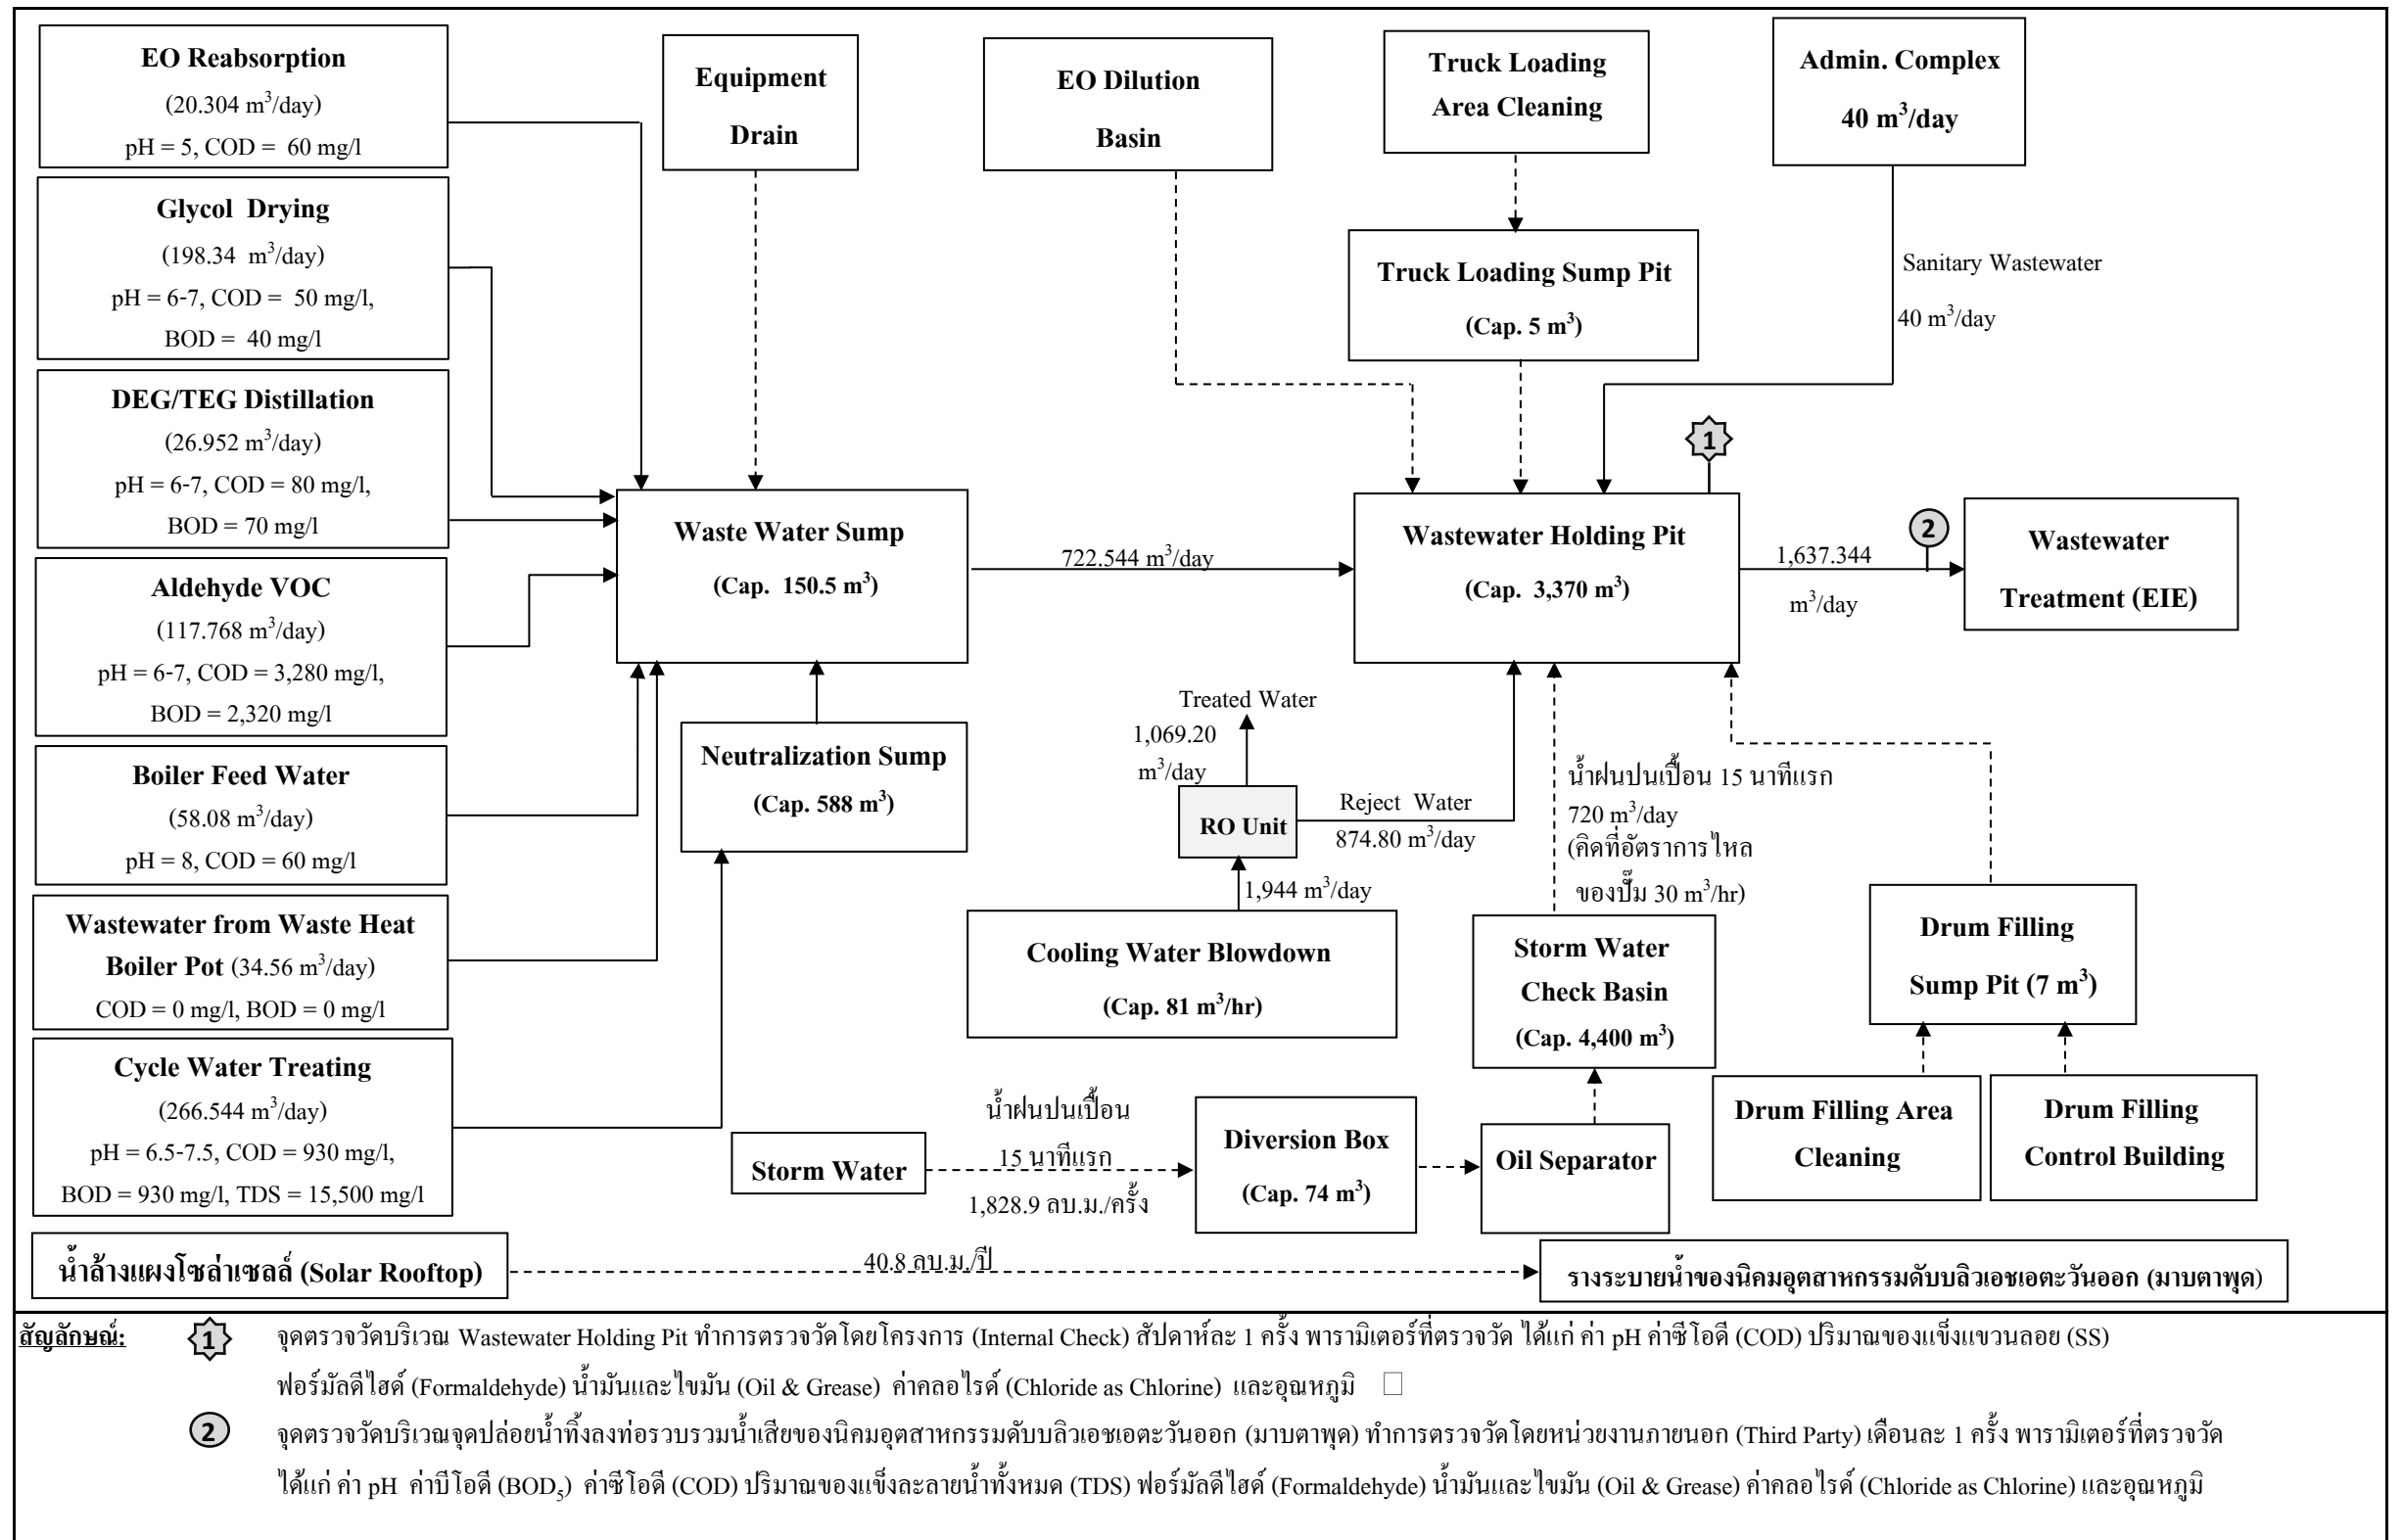 EO Reabsorption
(20.304 m³/day)
pH = 5, COD = 60 mg/l
Equipment
Drain
EO Dilution
Basin
Truck Loading
Area Cleaning
Admin. Complex
40 m³/day
Glycol Drying
(198.34 m³/day)
pH = 6-7, COD = 50 mg/l,
BOD = 40 mg/l
Truck Loading Sump Pit
(Cap. 5 m³)
Sanitary Wastewater
40 m³/day
DEG/TEG Distillation
(26.952 m³/day)
pH = 6-7, COD = 80 mg/l,
BOD = 70 mg/l
1
Waste Water Sump
(Cap. 150.5 m³)
722.544 m³/day
Wastewater Holding Pit
(Cap. 3,370 m³)
2
1,637.344
m³/day
Wastewater
Treatment (EIE)
Aldehyde VOC
(117.768 m³/day)
pH = 6-7, COD = 3,280 mg/l,
BOD = 2,320 mg/l
Neutralization Sump
(Cap. 588 m³)
Treated Water
1,069.20
m³/day
RO Unit
Reject Water
874.80 m³/day
1,944 m³/day
น้ำฝนปนเปื้อน 15 นาทีแรก
720 m³/day
(คิดที่อัตราการไหล
ของปั๊ม 30 m³/hr)
Boiler Feed Water
(58.08 m³/day)
pH = 8, COD = 60 mg/l
Wastewater from Waste Heat
Boiler Pot (34.56 m³/day)
COD = 0 mg/l, BOD = 0 mg/l
Cooling Water Blowdown
(Cap. 81 m³/hr)
Storm Water
Check Basin
(Cap. 4,400 m³)
Drum Filling
Sump Pit (7 m³)
Cycle Water Treating
(266.544 m³/day)
pH = 6.5-7.5, COD = 930 mg/l,
BOD = 930 mg/l, TDS = 15,500 mg/l
Storm Water
น้ำฝนปนเปื้อน
15 นาทีแรก
1,828.9 ลบ.ม./ครั้ง
Diversion Box
(Cap. 74 m³)
Oil Separator
Drum Filling Area
Cleaning
Drum Filling
Control Building
น้ำล้างแผงโซล่าเซลล์ (Solar Rooftop)
40.8 ลบ.ม./ปี
รางระบายน้ำของนิคมอุตสาหกรรมดับบลิวเอชเอตะวันออก (มาบตาพุด)
สัญลักษณ์:
1 จุดตรวจวัดบริเวณ Wastewater Holding Pit ทำการตรวจวัดโดยโครงการ (Internal Check) สัปดาห์ละ 1 ครั้ง พารามิเตอร์ที่ตรวจวัด ได้แก่ ค่า pH ค่าซีโอดี (COD) ปริมาณของแข็งแขวนลอย (SS)
ฟอร์มัลดีไฮด์ (Formaldehyde) น้ำมันและไขมัน (Oil & Grease) ค่าคลอไรด์ (Chloride as Chlorine) และอุณหภูมิ □
2 จุดตรวจวัดบริเวณจุดปล่อยน้ำทิ้งลงท่อรวบรวมน้ำเสียของนิคมอุตสาหกรรมดับบลิวเอชเอตะวันออก (มาบตาพุด) ทำการตรวจวัดโดยหน่วยงานภายนอก (Third Party) เดือนละ 1 ครั้ง พารามิเตอร์ที่ตรวจวัด
ได้แก่ ค่า pH ค่าบีโอดี (BOD₅) ค่าซีโอดี (COD) ปริมาณของแข็งละลายน้ำทั้งหมด (TDS) ฟอร์มัลดีไฮด์ (Formaldehyde) น้ำมันและไขมัน (Oil & Grease) ค่าคลอไรด์ (Chloride as Chlorine) และอุณหภูมิ